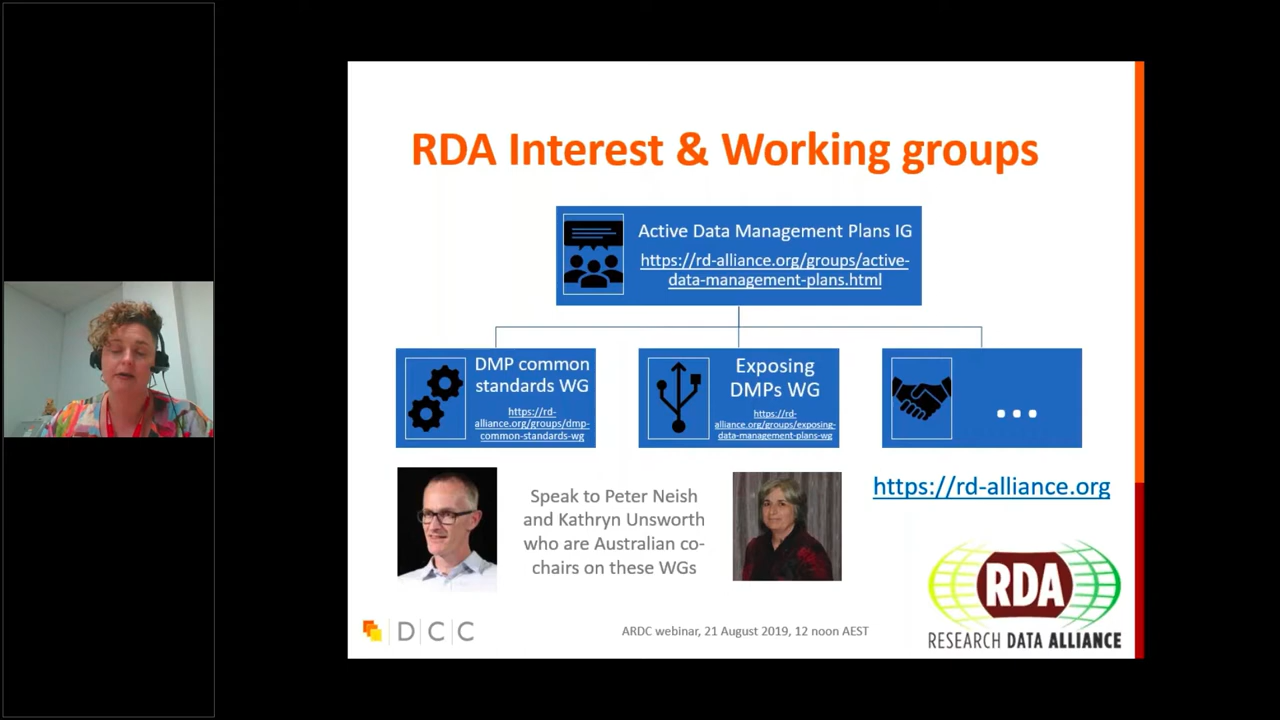 RDA Interest & Working groups
Active Data Management Plans IG
https://rd-alliance.org/groups/active-
data-management-plans.html
DMP common
standards WG
https://rd-
alliance.org/groups/dmp-
common-standards-wg
Exposing
DMPs WG
https://rd-
alliance.org/groups/exposing-
data-management-plans-wg
...
Speak to Peter Neish
and Kathryn Unsworth
who are Australian co-
chairs on these WGs
https://rd-alliance.org
RDA
RESEARCH DATA ALLIANCE
DCC
ARDC webinar, 21 August 2019, 12 noon AEST